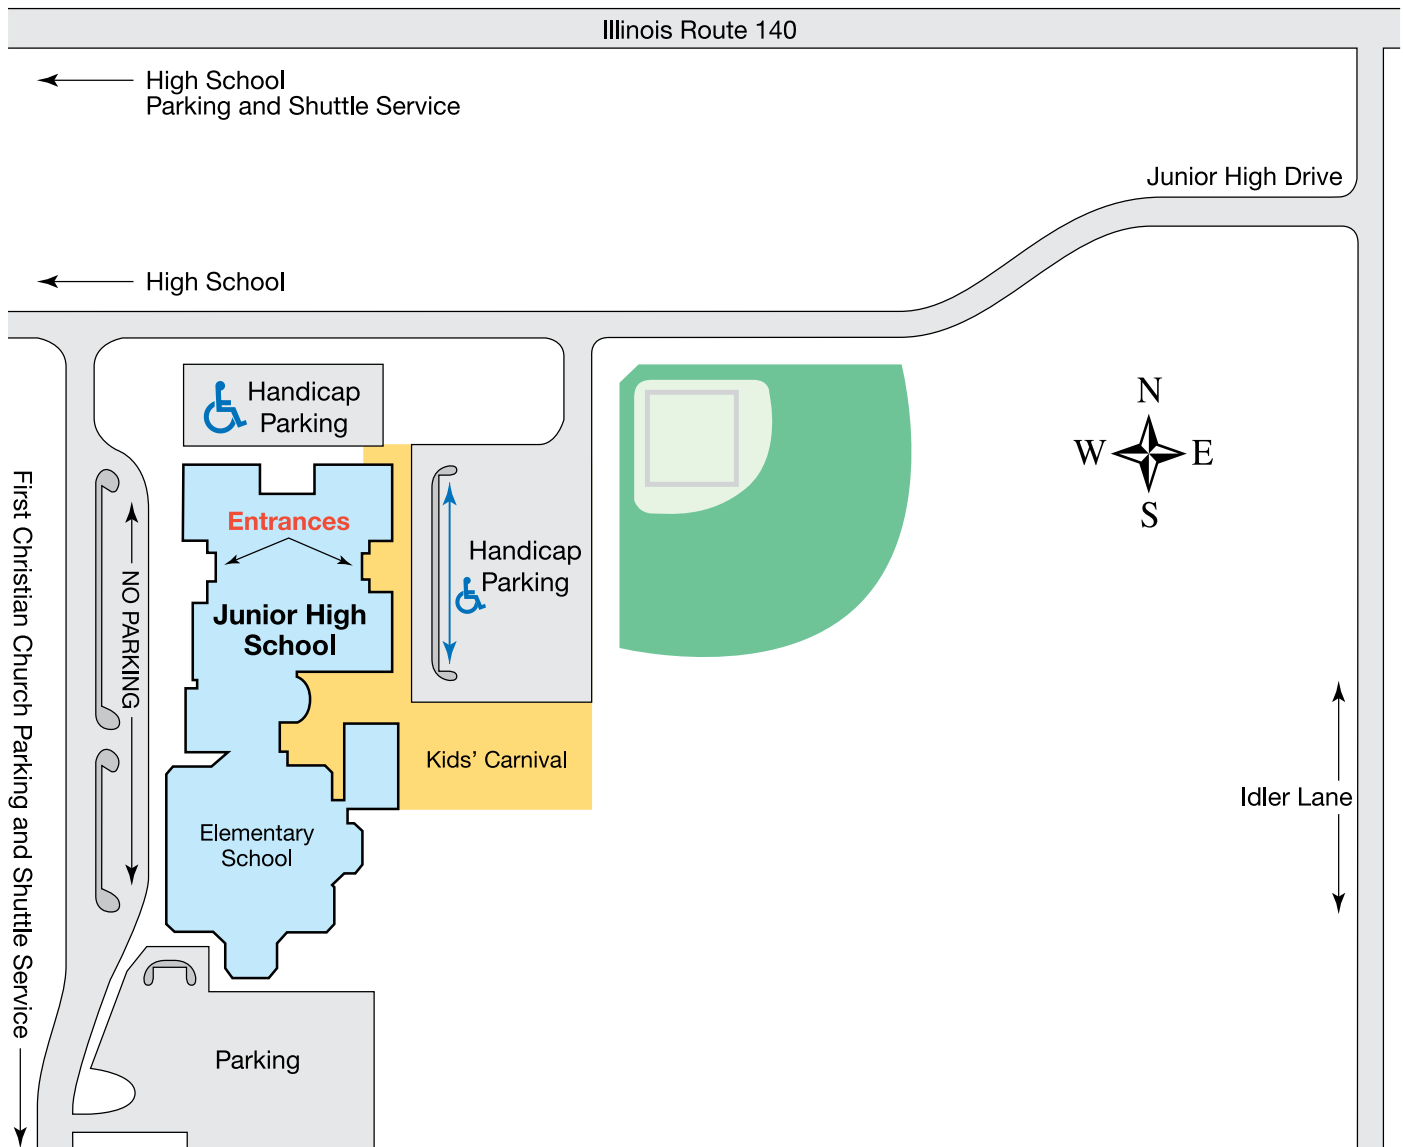 Illinois Route 140
High School
Parking and Shuttle Service
Junior High Drive
High School
Handicap
Parking
N
W
E
S
First Christian Church Parking and Shuttle Service
NO PARKING
Entrances
Handicap
Parking
Junior High
School
Kids’ Carnival
Idler Lane
Elementary
School
Parking